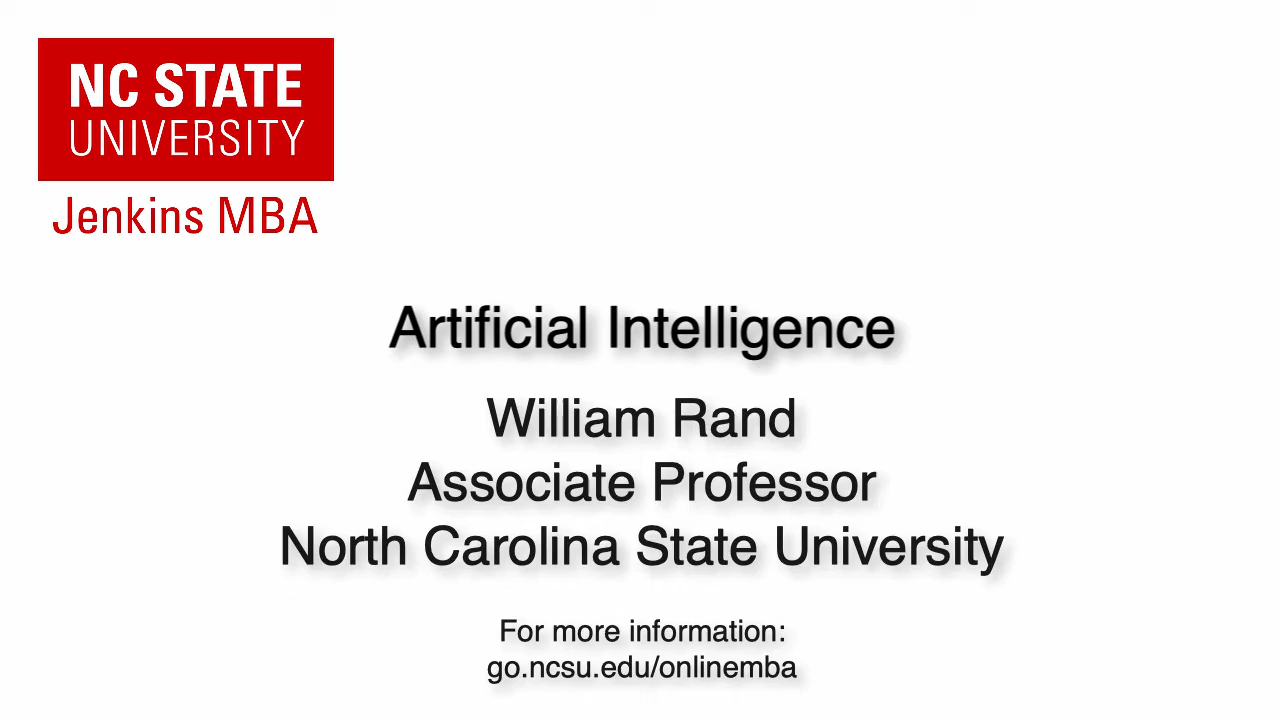 NC STATE
UNIVERSITY
Jenkins MBA
Artificial Intelligence
William Rand
Associate Professor
North Carolina State University
For more information:
go.ncsu.edu/onlinemba